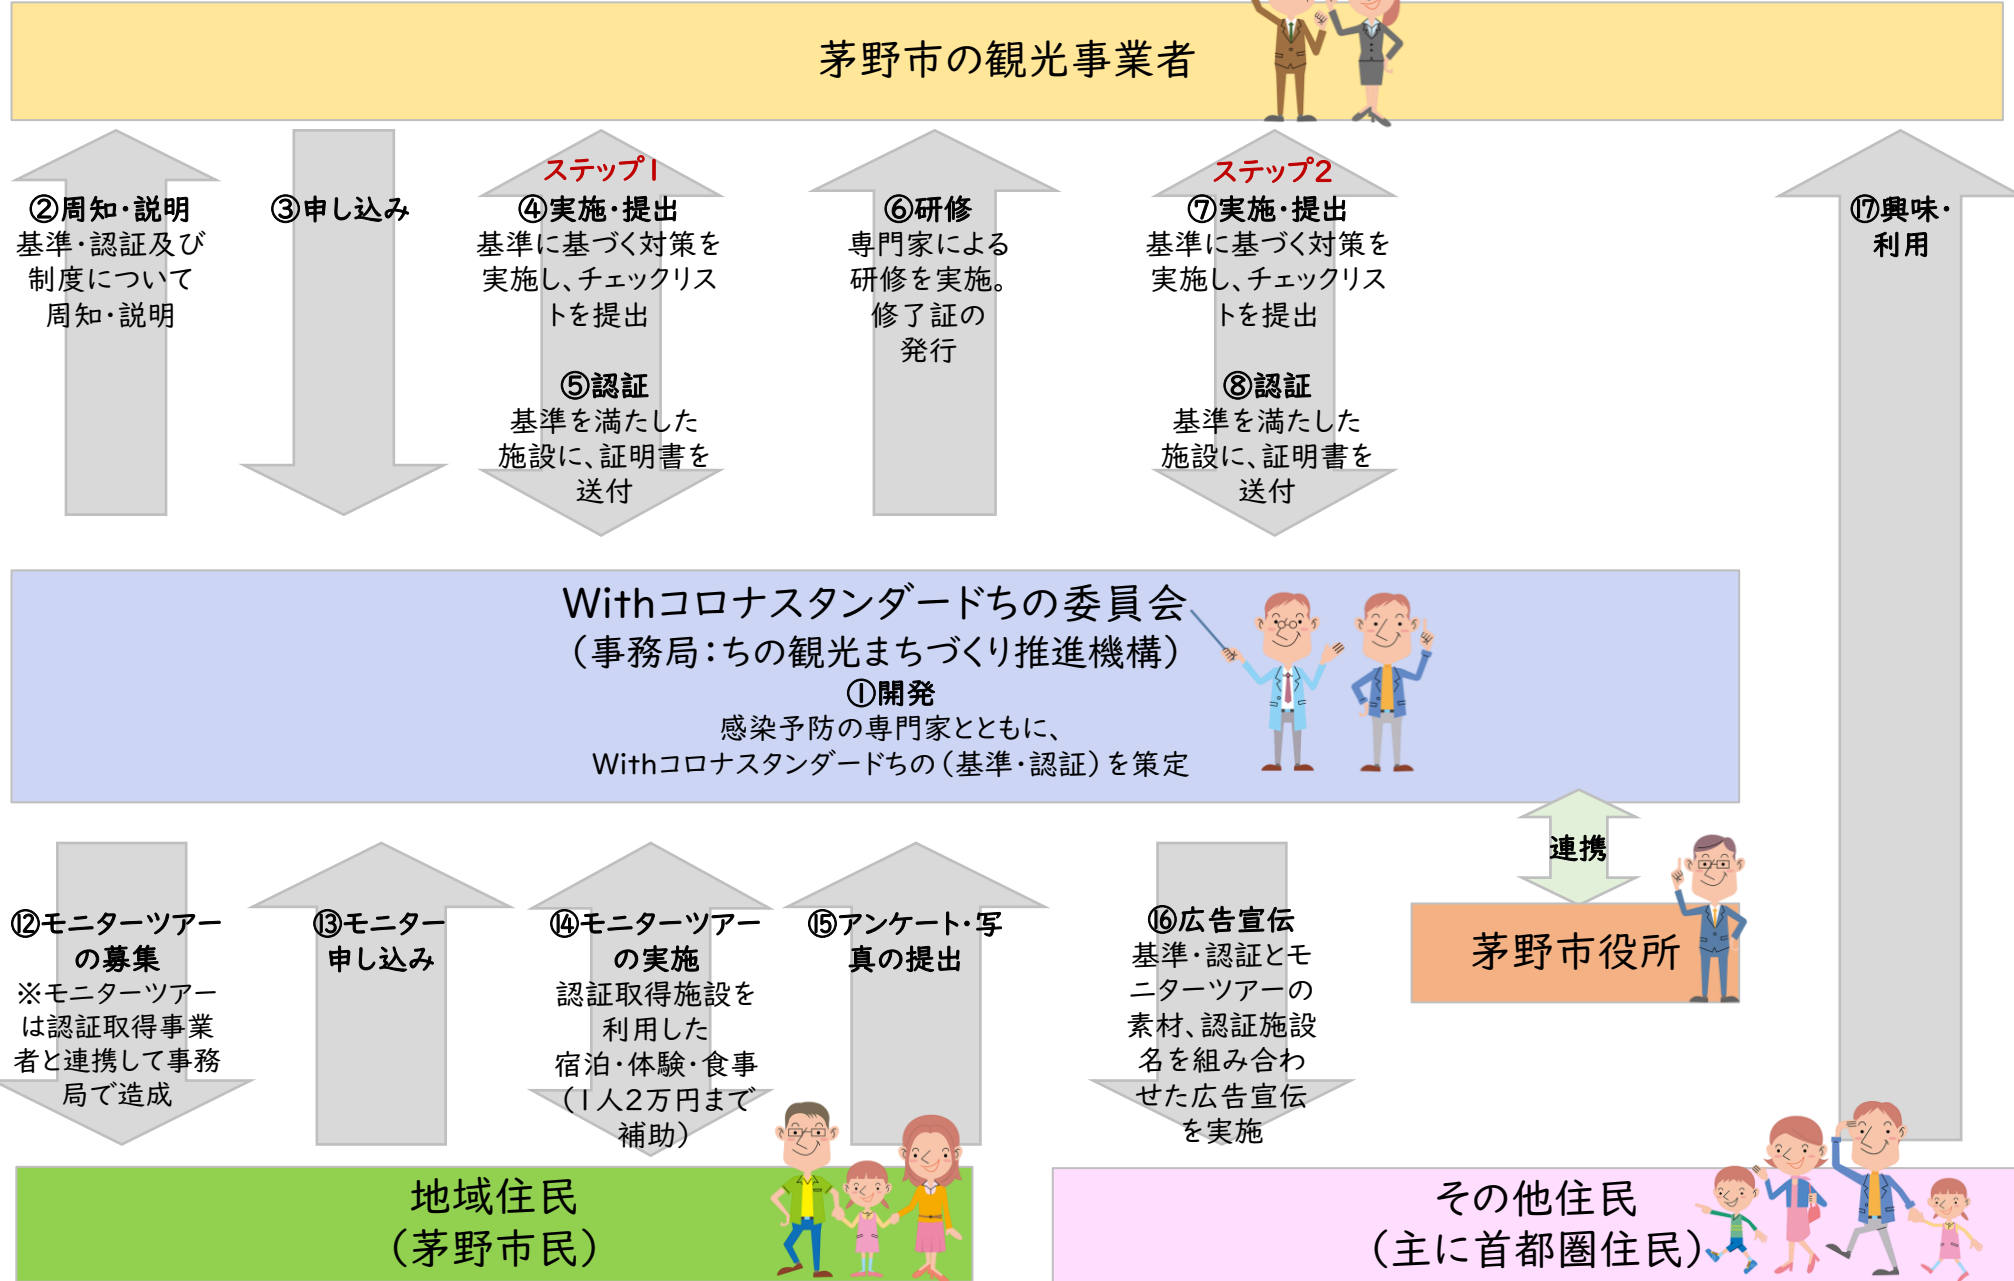 茅野市の観光事業者
②周知・説明
基準・認証及び
制度について
周知・説明
③申し込み
ステップ1
④実施・提出
基準に基づく対策を
実施し、チェックリス
トを提出
⑤認証
基準を満たした
施設に、証明書を
送付
⑥研修
専門家による
研修を実施。
修了証の
発行
ステップ2
⑦実施・提出
基準に基づく対策を
実施し、チェックリス
トを提出
⑧認証
基準を満たした
施設に、証明書を
送付
⑰興味・
利用
Withコロナスタンダードちの委員会
(事務局:ちの観光まちづくり推進機構)
①開発
感染予防の専門家とともに、
Withコロナスタンダードちの(基準・認証)を策定
連携
茅野市役所
⑫モニターツアー
の募集
※モニターツアー
は認証取得事業
者と連携して事務
局で造成
⑬モニター
申し込み
⑭モニターツアー
の実施
認証取得施設を
利用した
宿泊・体験・食事
(1人2万円まで
補助)
⑮アンケート・写
真の提出
⑯広告宣伝
基準・認証とモ
ニターツアーの
素材、認証施設
名を組み合わ
せた広告宣伝
を実施
地域住民
(茅野市民)
その他住民
(主に首都圏住民)